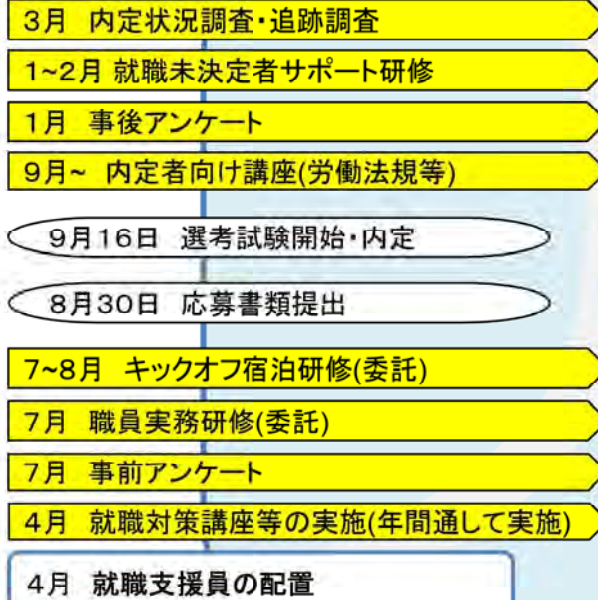 3月 内定状況調査・追跡調査
1~2月 就職未決定者サポート研修
1月 事後アンケート
9月~ 内定者向け講座(労働法規等)
9月16日 選考試験開始・内定
8月30日 応募書類提出
7~8月 キックオフ宿泊研修(委託)
7月 職員実務研修(委託)
7月 事前アンケート
4月 就職対策講座等の実施(年間通して実施)
4月 就職支援員の配置